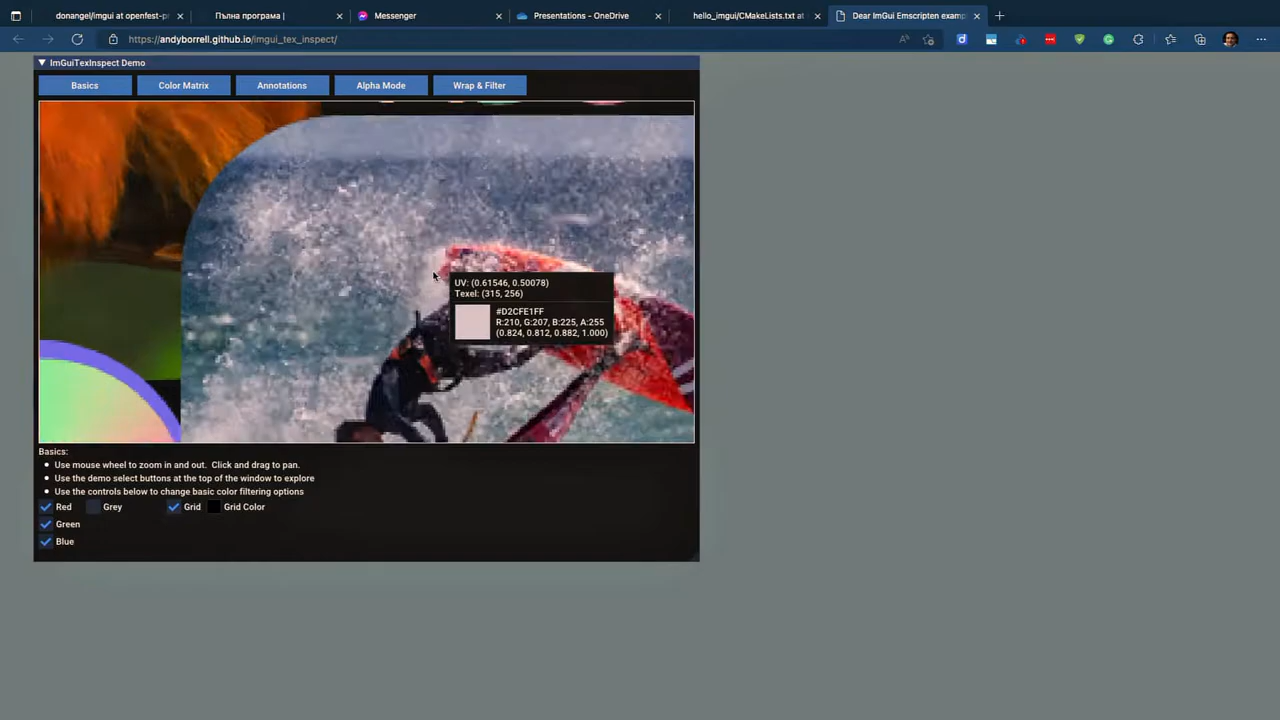 donangel/imgui at openfest-pr
Пълна програма |
Messenger
Presentations - OneDrive
hello_imgui/CMakeLists.txt at
Dear ImGui Emscripten examp
https://andyborrell.github.io/imgui_tex_inspect/
ImGuiTexInspect Demo
Basics
Color Matrix
Annotations
Alpha Mode
Wrap & Filter
UV: (0.61546, 0.50078)
Texel: (315, 256)
#D2CFE1FF
R:210, G:207, B:225, A:255
(0.824, 0.812, 0.882, 1.000)
Basics:
Use mouse wheel to zoom in and out. Click and drag to pan.
Use the demo select buttons at the top of the window to explore
Use the controls below to change basic color filtering options
Red Grey Grid Grid Color
Green
Blue